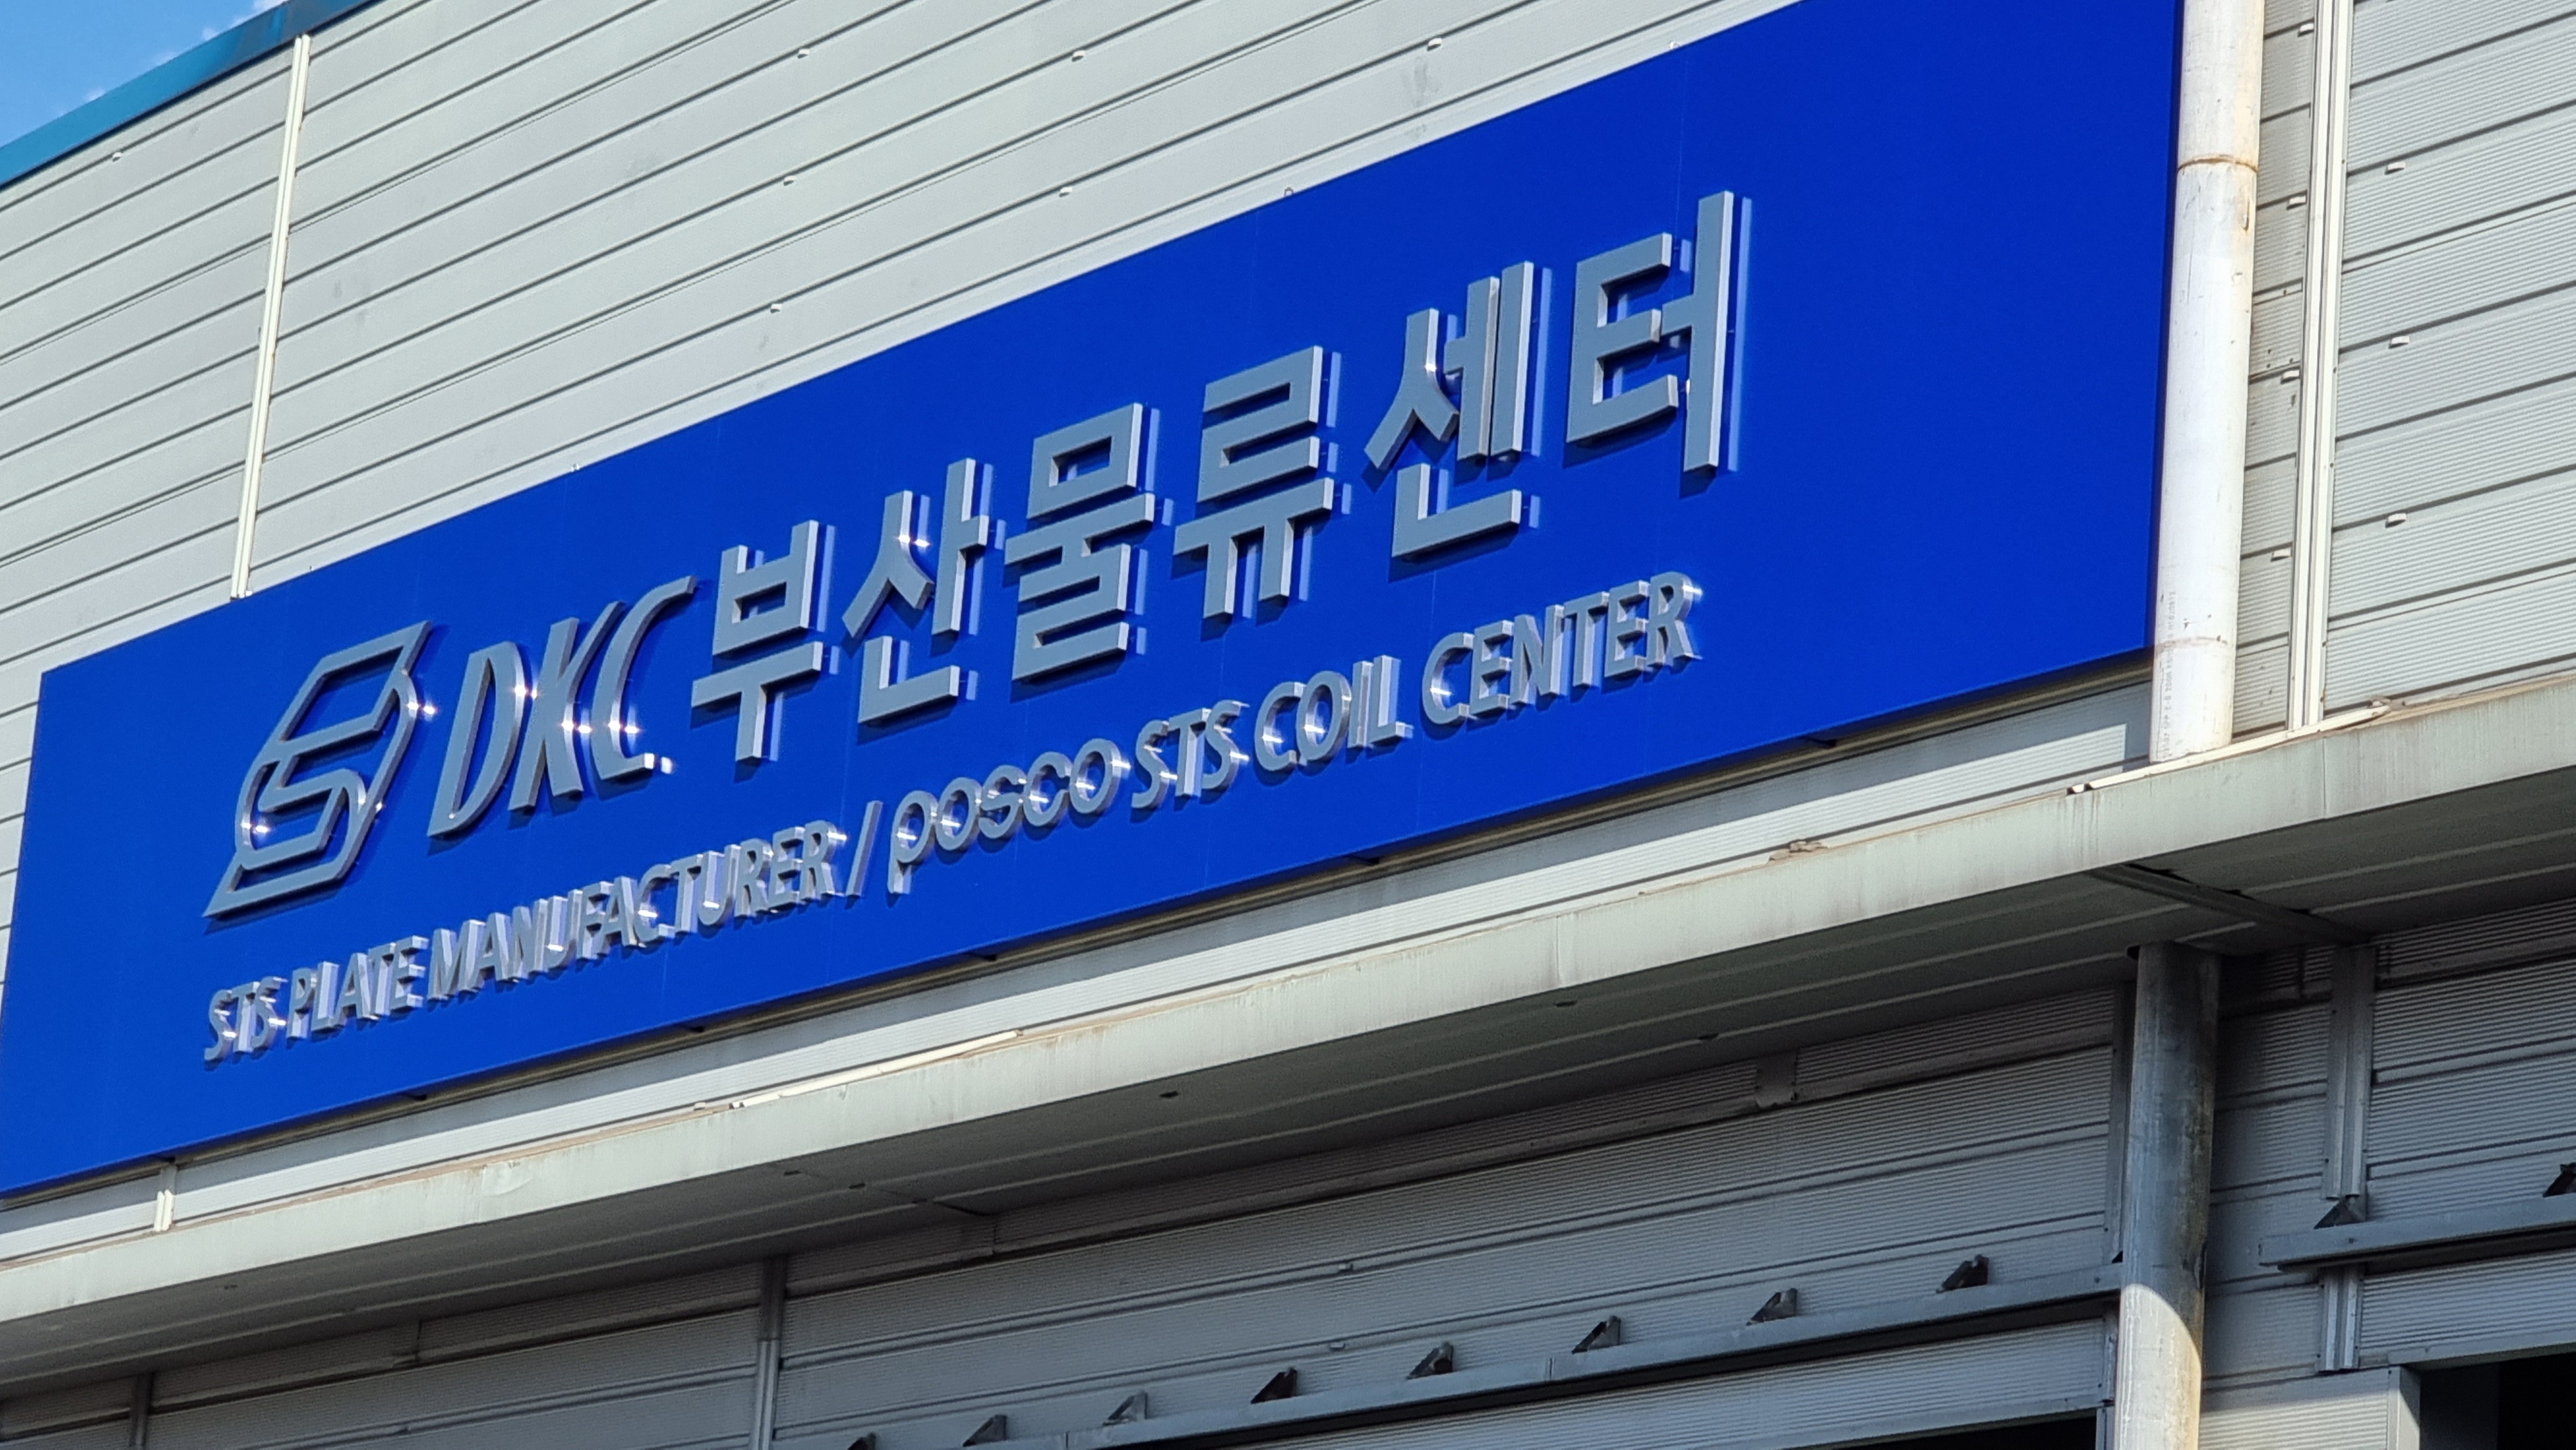 DKC 부산물류센터
STS PLATE MANUFACTURER / posco STS COIL CENTER